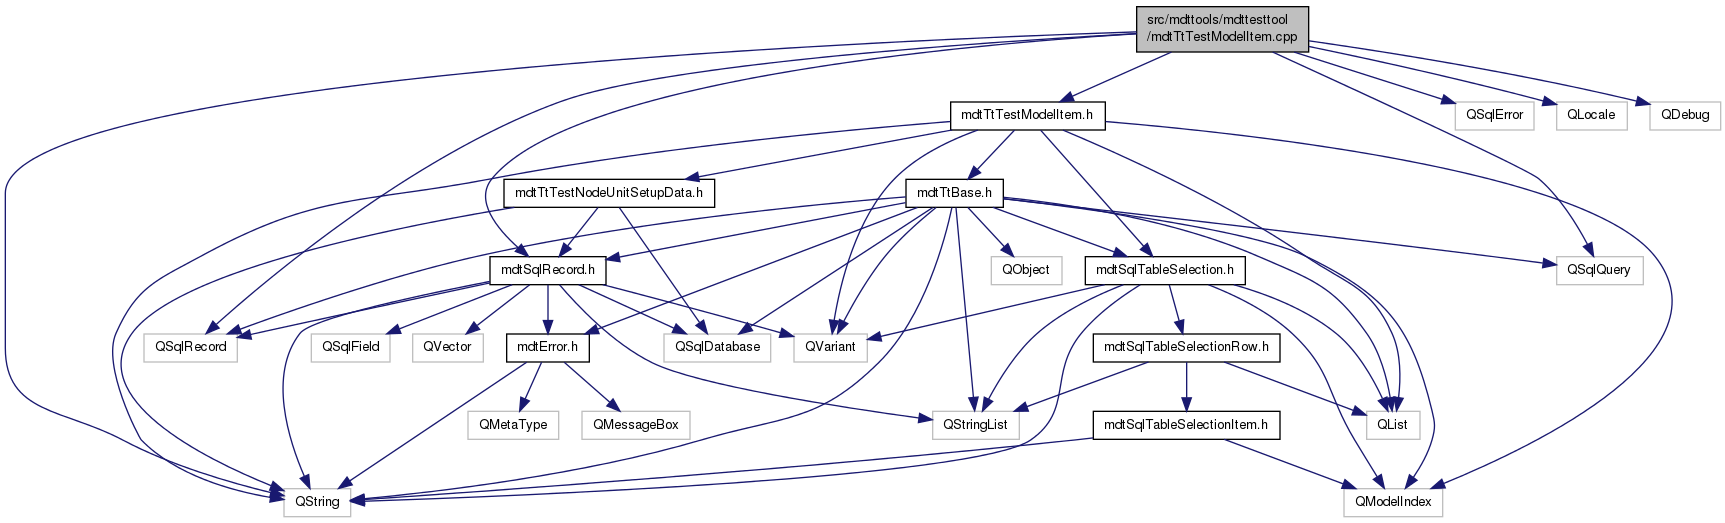 src/mdttools/mdttesttool
/mdtTtTestModelItem.cpp
mdtTtTestModelItem.h
QSqlError
QLocale
QDebug
mdtTtTestNodeUnitSetupData.h
mdtTtBase.h
mdtSqlRecord.h
QObject
mdtSqlTableSelection.h
QSqlQuery
QSqlRecord
QSqlField
QVector
mdtError.h
QSqlDatabase
QVariant
mdtSqlTableSelectionRow.h
QMetaType
QMessageBox
QStringList
mdtSqlTableSelectionItem.h
QList
QString
QModelIndex